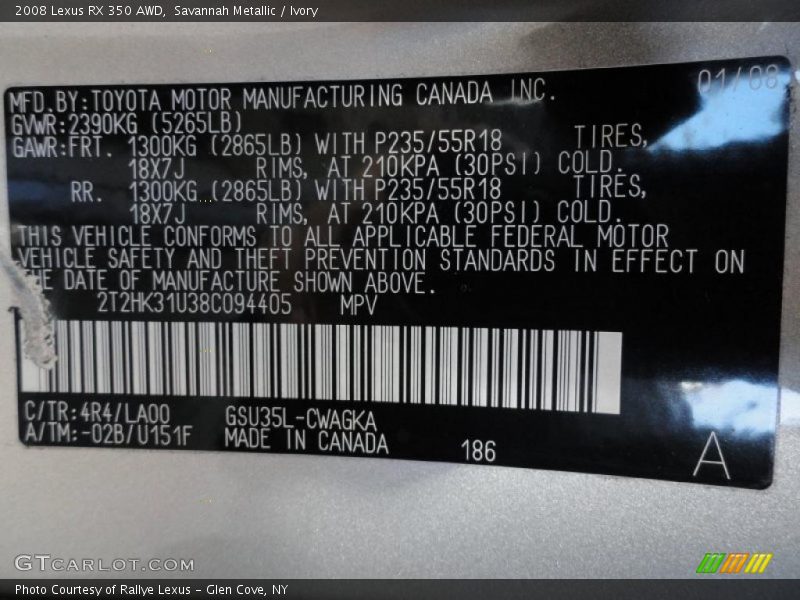 2008 Lexus RX 350 AWD, Savannah Metallic / Ivory
01/08
MFD.BY:TOYOTA MOTOR MANUFACTURING CANADA INC.
GVWR:2390KG (5265LB)
GAWR:FRT. 1300KG (2865LB) WITH P235/55R18 TIRES,
18X7J RIMS, AT 210KPA (30PSI) COLD.
RR. 1300KG (2865LB) WITH P235/55R18 TIRES,
18X7J RIMS, AT 210KPA (30PSI) COLD.
THIS VEHICLE CONFORMS TO ALL APPLICABLE FEDERAL MOTOR
VEHICLE SAFETY AND THEFT PREVENTION STANDARDS IN EFFECT ON
THE DATE OF MANUFACTURE SHOWN ABOVE.
2T2HK31U38C094405 MPV
C/TR:4R4/LA00 GSU35L-CWAGKA
A/TM:-02B/U151F MADE IN CANADA 186
A
GTCARLOT.COM
Photo Courtesy of Rallye Lexus - Glen Cove, NY